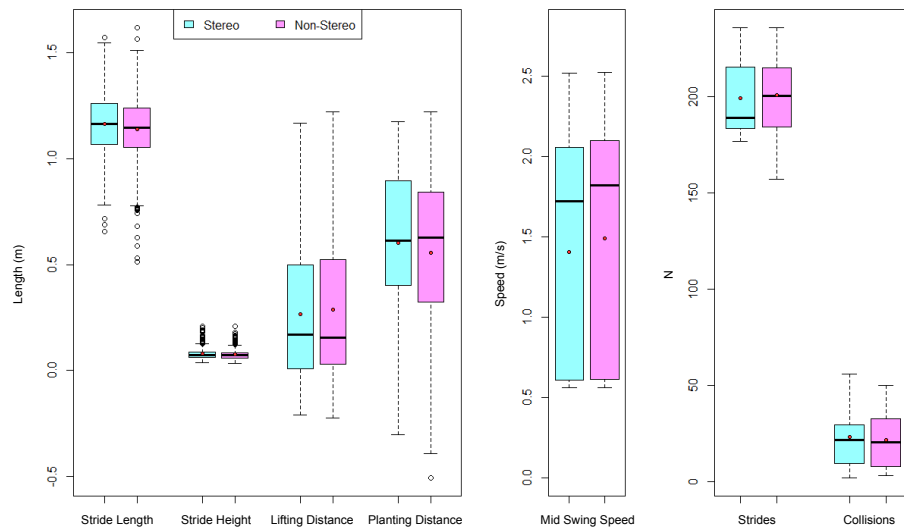 Stereo
Non-Stereo
Length (m)
1.5
1.0
0.5
0.0
-0.5
Stride Length
Stride Height
Lifting Distance
Planting Distance
Speed (m/s)
2.5
2.0
1.5
1.0
0.5
0.0
Mid Swing Speed
N
200
150
100
50
0
Strides
Collisions